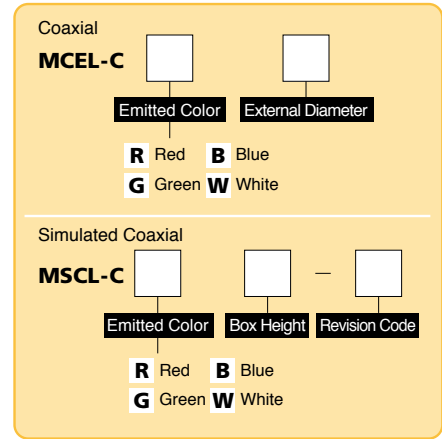 Coaxial
MCEL-C
Emitted Color External Diameter
R Red B Blue
G Green W White
Simulated Coaxial
MSCL-C –
Emitted Color Box Height Revision Code
R Red B Blue
G Green W White